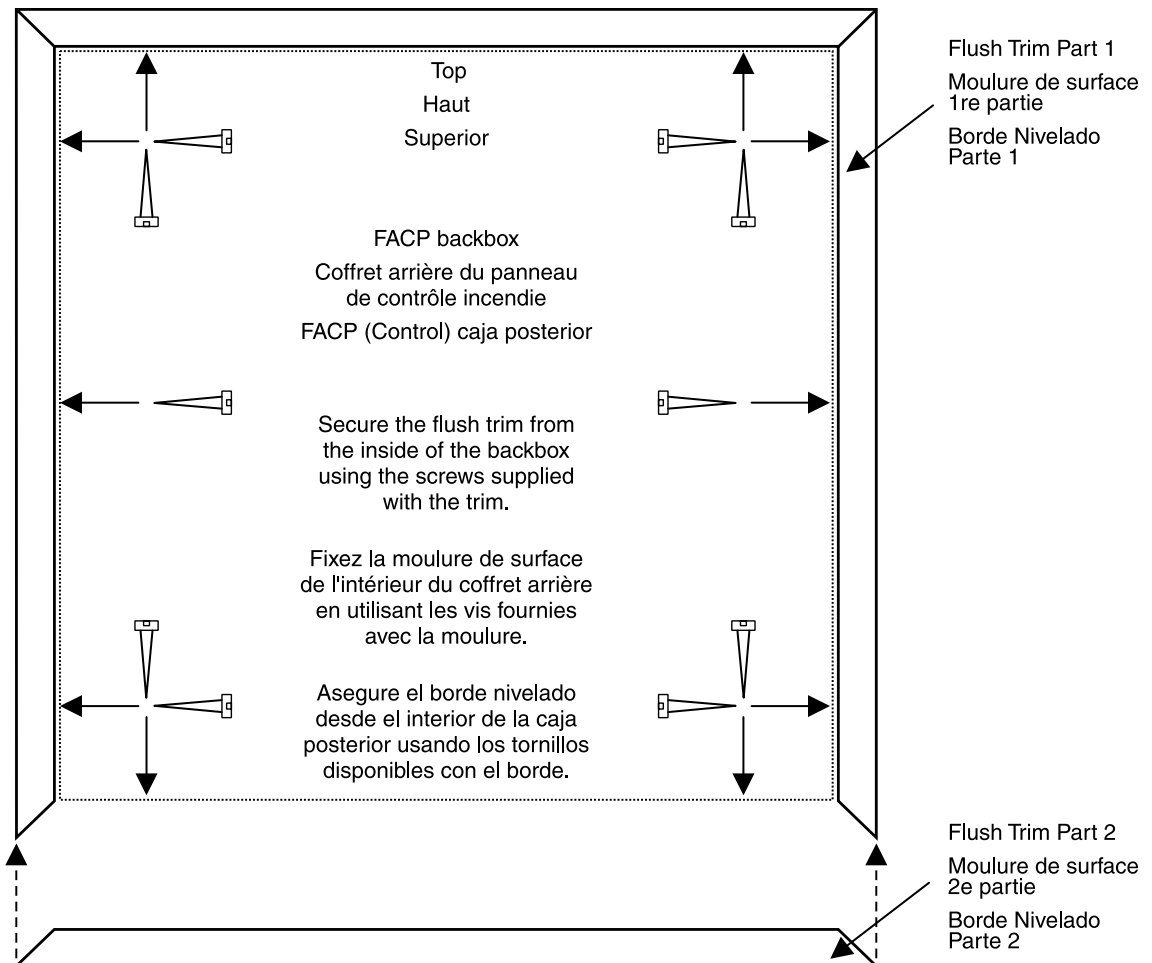 Top
Haut
Superior
FACP backbox
Coffret arrière du panneau
de contrôle incendie
FACP (Control) caja posterior
Secure the flush trim from
the inside of the backbox
using the screws supplied
with the trim.
Fixez la moulure de surface
de l'intérieur du coffret arrière
en utilisant les vis fournies
avec la moulure.
Asegure el borde nivelado
desde el interior de la caja
posterior usando los tornillos
disponibles con el borde.
Flush Trim Part 1
Moulure de surface
1re partie
Borde Nivelado
Parte 1
Flush Trim Part 2
Moulure de surface
2e partie
Borde Nivelado
Parte 2